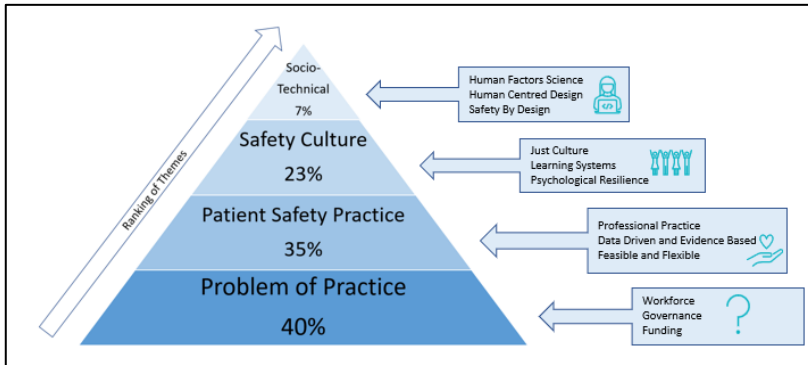 Ranking of Themes
Socio-
Technical
7%
Human Factors Science
Human Centred Design
Safety By Design
Safety Culture
23%
Just Culture
Learning Systems
Psychological Resilience
Patient Safety Practice
35%
Professional Practice
Data Driven and Evidence Based
Feasible and Flexible
Problem of Practice
40%
Workforce
Governance
Funding
?